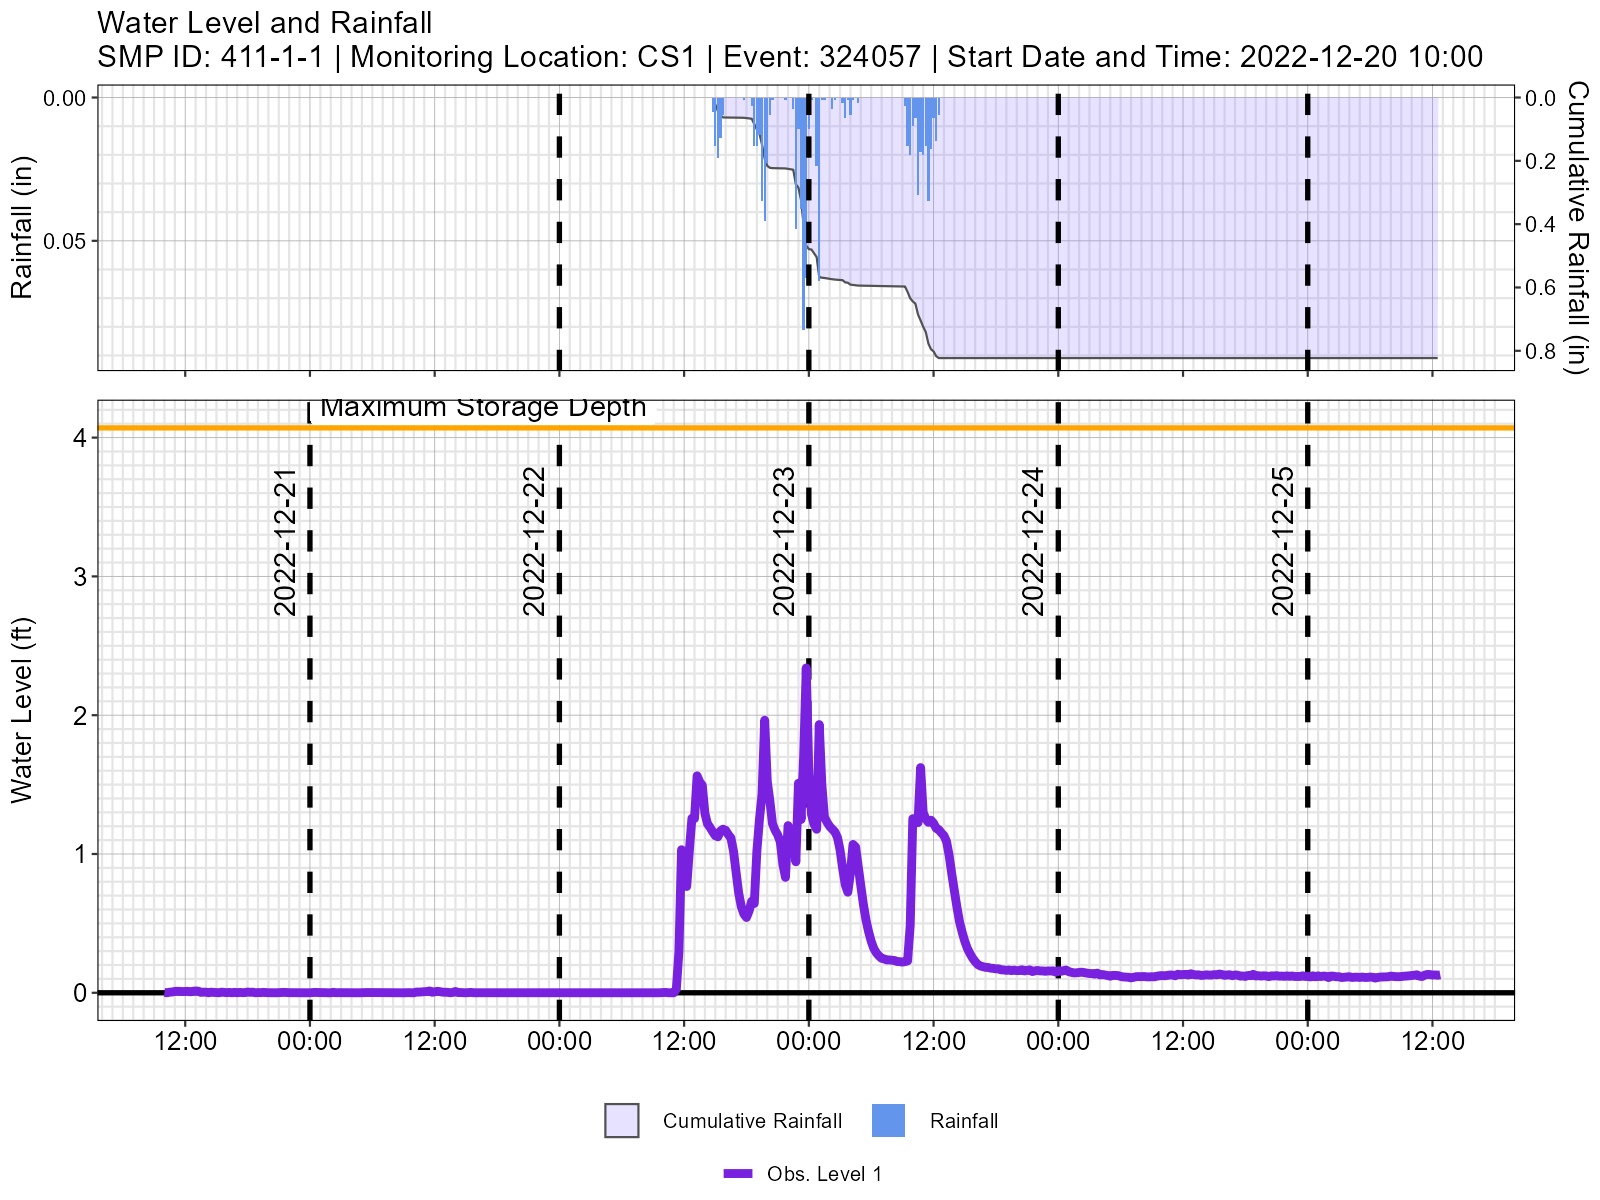 Water Level and Rainfall
SMP ID: 411-1-1 | Monitoring Location: CS1 | Event: 324057 | Start Date and Time: 2022-12-20 10:00
Rainfall (in)
0.00
0.05
0.0
0.2
0.4
0.6
0.8
Cumulative Rainfall (in)
Maximum Storage Depth
Water Level (ft)
4
3
2
1
0
2022-12-21
2022-12-22
2022-12-23
2022-12-24
2022-12-25
12:00 00:00 12:00 00:00 12:00 00:00 12:00 00:00 12:00 00:00 12:00
Cumulative Rainfall Rainfall
Obs. Level 1